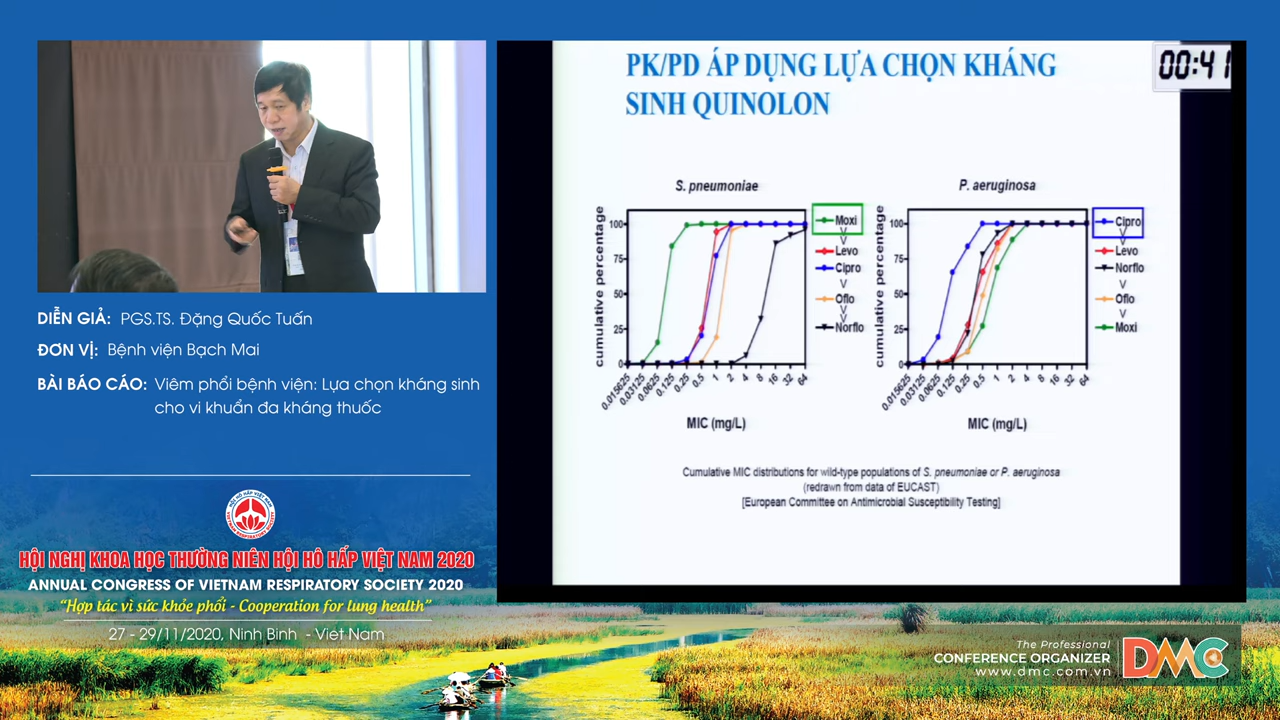 DIỄN GIẢ: PGS.TS. Đặng Quốc Tuấn
ĐƠN VỊ: Bệnh viện Bạch Mai
BÀI BÁO CÁO: Viêm phổi bệnh viện: Lựa chọn kháng sinh
cho vi khuẩn đa kháng thuốc
HỘI HÔ HẤP VIỆT NAM
VIETNAM RESPIRATORY SOCIETY
HỘI NGHỊ KHOA HỌC THƯỜNG NIÊN HỘI HÔ HẤP VIỆT NAM 2020
ANNUAL CONGRESS OF VIETNAM RESPIRATORY SOCIETY 2020
“Hợp tác vì sức khỏe phổi - Cooperation for lung health”
27 - 29/11/2020, Ninh Bình - Việt Nam
PK/PD ÁP DỤNG LỰA CHỌN KHÁNG
SINH QUINOLON
00:41
S. pneumoniae
cumulative percentage
100
75
50
25
0
0.015625
0.03125
0.0625
0.125
0.25
0.5
1
2
4
8
16
32
64
MIC (mg/L)
Moxi
V
V
Levo
Cipro
V
Oflo
V
V
Norflo
P. aeruginosa
cumulative percentage
100
75
50
25
0
0.015625
0.03125
0.0625
0.125
0.25
0.5
1
2
4
8
16
32
64
MIC (mg/L)
Cipro
V
V
Levo
Norflo
V
Oflo
V
Moxi
Cumulative MIC distributions for wild-type populations of S. pneumoniae or P. aeruginosa
(redrawn from data of EUCAST)
[European Committee on Antimicrobial Susceptibility Testing]
The Professional
CONFERENCE ORGANIZER
www.dmc.com.vn
DMC